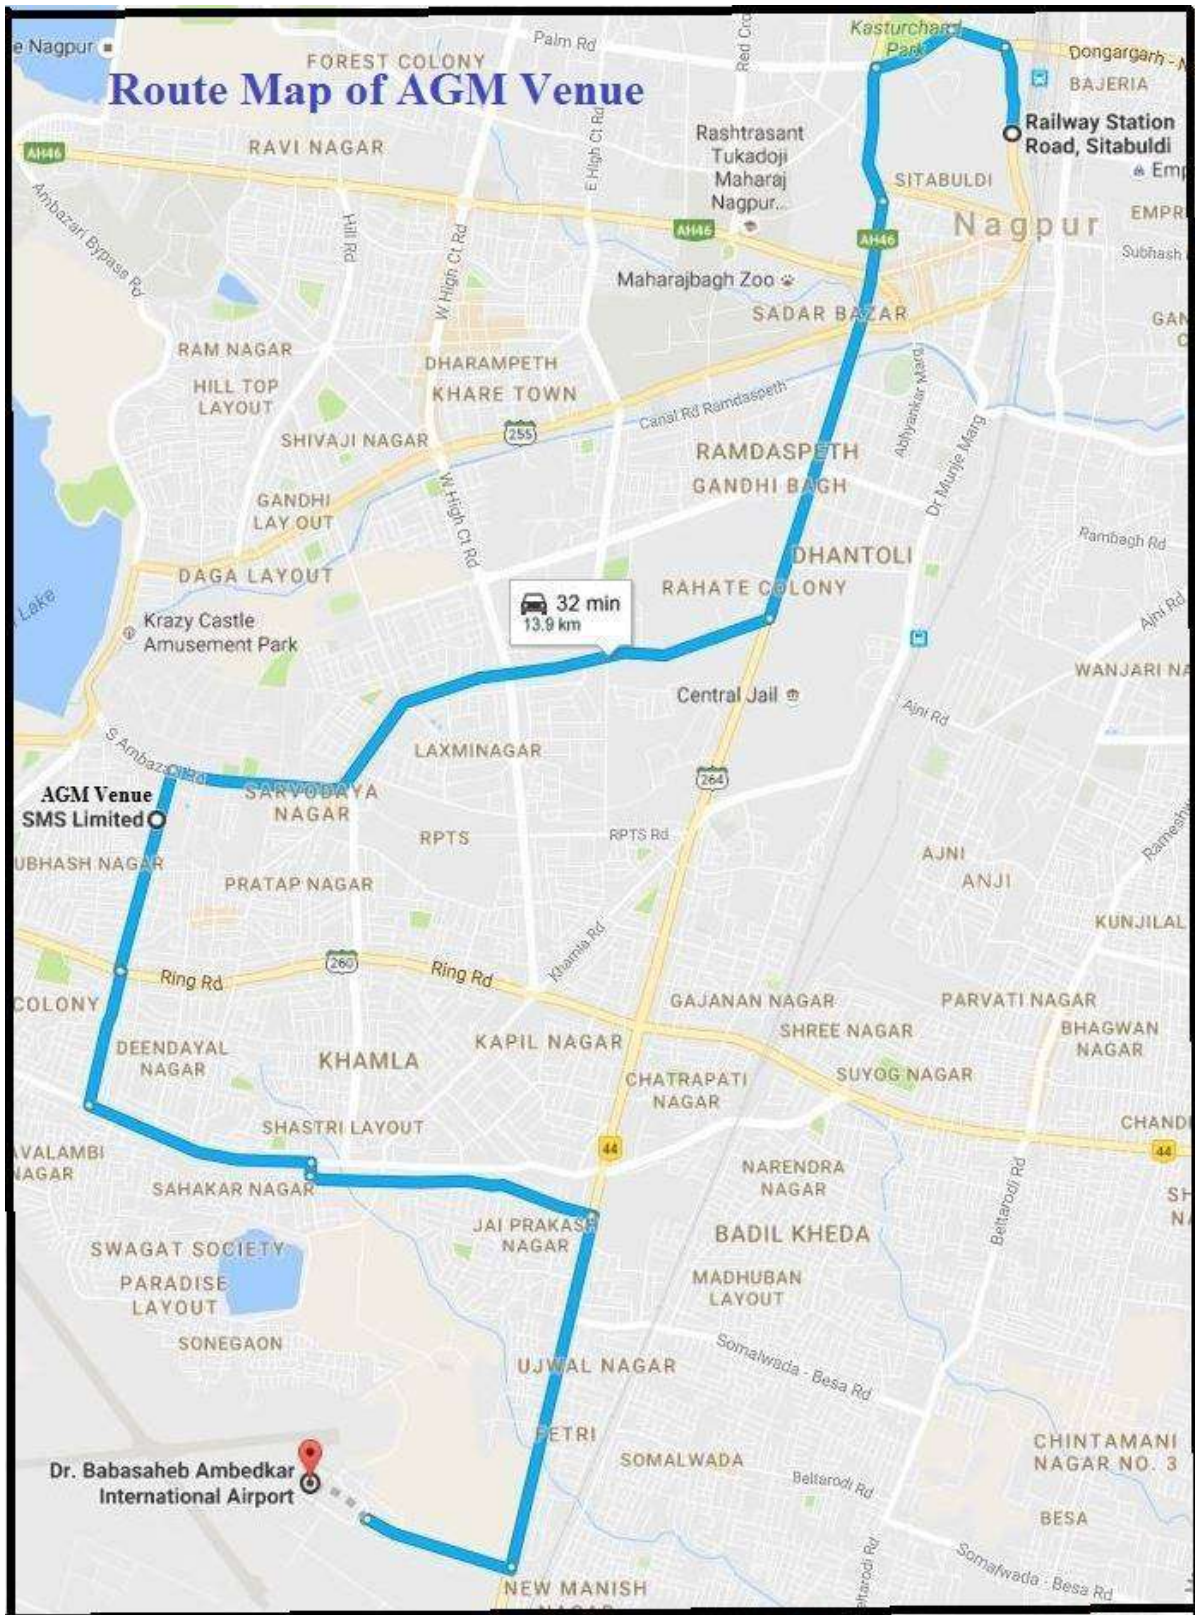 e Nagpur
Palm Rd
Red Cro
Kasturchand
Park
Dongargarh - N
FOREST COLONY
BAJERIA
Route Map of AGM Venue
Railway Station
Road, Sitabuldi
Rashtrasant
Tukadoji
Maharaj
Nagpur...
E High Ct Rd
RAVI NAGAR
AH46
SITABULDI
Emp
Ambazari Bypass Rd
Hill Rd
W High Ct Rd
AH46
AH46
Nagpur
EMPR
Subhash
Maharajbagh Zoo
SADAR BAZAR
GAN
C
RAM NAGAR
DHARAMPETH
HILL TOP
LAYOUT
KHARE TOWN
Canal Rd Ramdaspeth
Abhyankar Marg
Dr Munje Marg
SHIVAJI NAGAR
255
RAMDASPETH
GANDHI BAGH
GANDHI
LAY OUT
W High Ct Rd
Rambagh Rd
DHANTOLI
DAGA LAYOUT
RAHATE COLONY
Lake
32 min
13.9 km
Ajni Rd
Krazy Castle
Amusement Park
WANJARI NA
Central Jail
Ajni Rd
S Ambazari Rd
LAXMINAGAR
264
AGM Venue
SMS Limited
SARVODAYA
NAGAR
RPTS
RPTS Rd
Rameshw
UBHASH NAGAR
AJNI
ANJI
PRATAP NAGAR
KUNJILAL
Khamla Rd
260
Ring Rd
Ring Rd
COLONY
GAJANAN NAGAR
PARVATI NAGAR
SHREE NAGAR
BHAGWAN
NAGAR
DEENDAYAL
NAGAR
KHAMLA
KAPIL NAGAR
CHATRAPATI
NAGAR
SUYOG NAGAR
SHASTRI LAYOUT
CHAND
44
44
AVALAMBI
NAGAR
SAHAKAR NAGAR
NARENDRA
NAGAR
Beltarodi Rd
SH
NA
JAI PRAKASH
NAGAR
BADIL KHEDA
SWAGAT SOCIETY
PARADISE
LAYOUT
MADHUBAN
LAYOUT
SONEGAON
UJWAL NAGAR
Somalwada - Besa Rd
PETRI
CHINTAMANI
NAGAR NO. 3
Dr. Babasaheb Ambedkar
International Airport
SOMALWADA
Beltarodi Rd
BESA
Beltarodi Rd
Somalwada - Besa Rd
NEW MANISH
NAGAR